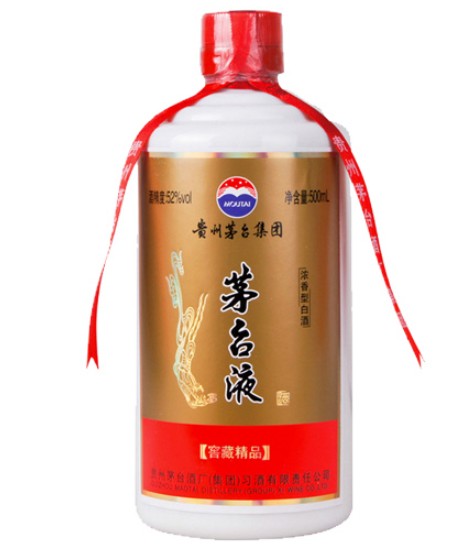 酒精度:52%vol
净含量:500mL
MOUTAI
贵州茅台集团
浓香型白酒
茅台液
【窖藏精品】
贵州茅台酒厂(集团)习酒有限责任公司